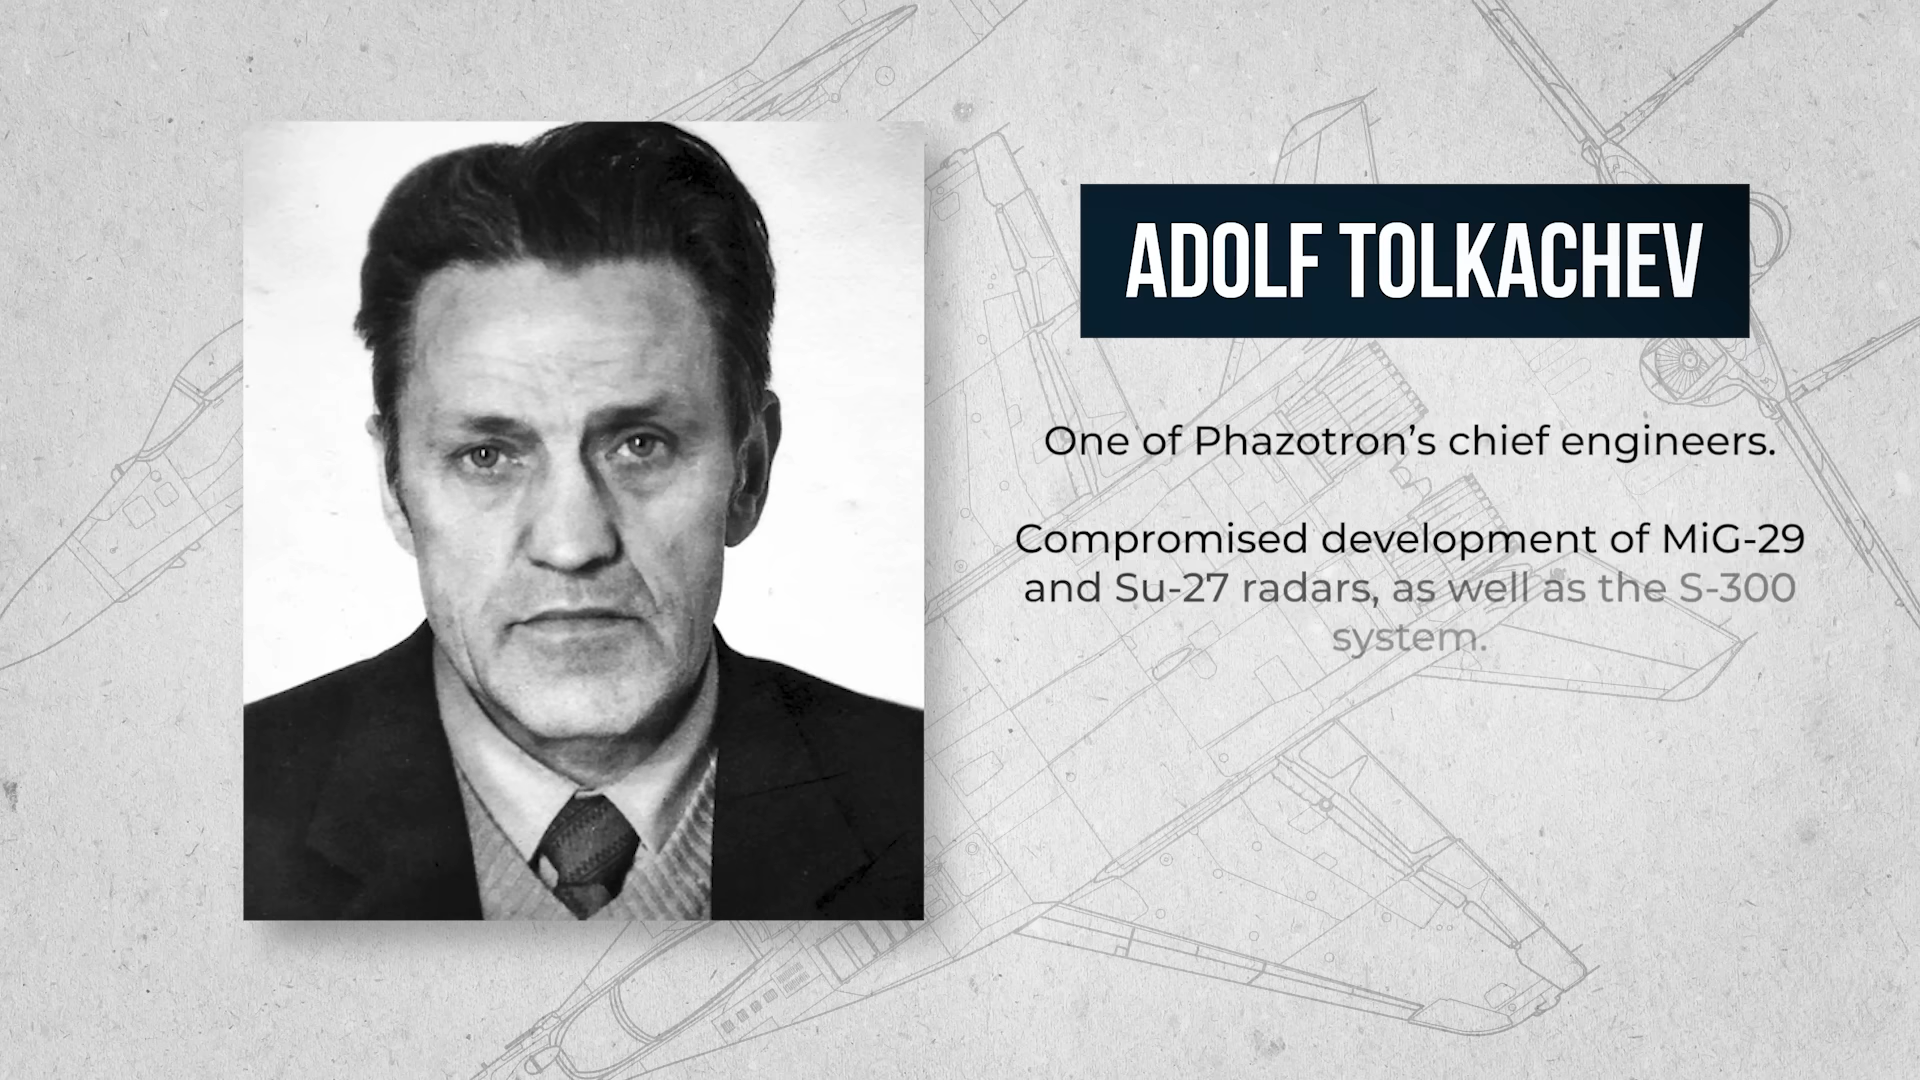 ADOLF TOLKACHEV
One of Phazotron’s chief engineers.
Compromised development of MiG-29
and Su-27 radars, as well as the S-300
system.